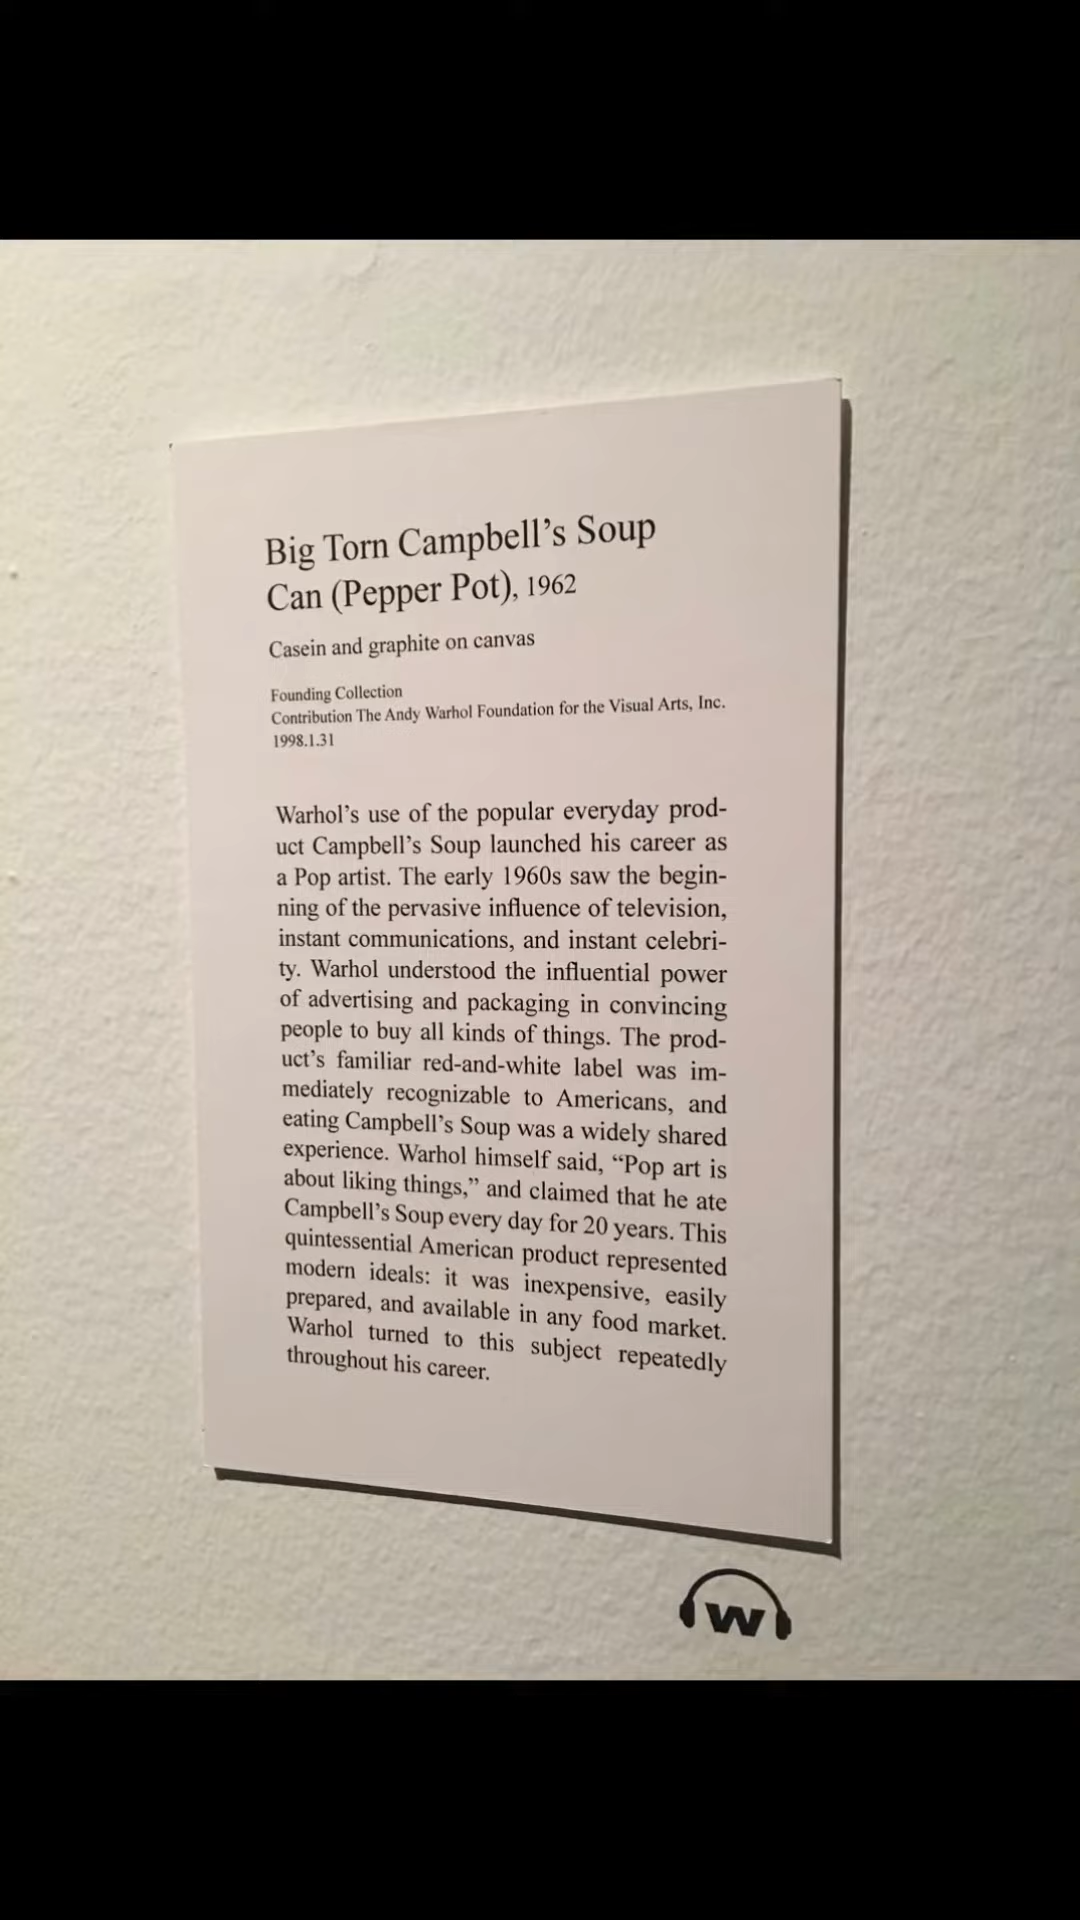 Big Torn Campbell’s Soup
Can (Pepper Pot), 1962
Casein and graphite on canvas
Founding Collection
Contribution The Andy Warhol Foundation for the Visual Arts, Inc.
1998.1.31
Warhol’s use of the popular everyday prod-
uct Campbell’s Soup launched his career as
a Pop artist. The early 1960s saw the begin-
ning of the pervasive influence of television,
instant communications, and instant celebri-
ty. Warhol understood the influential power
of advertising and packaging in convincing
people to buy all kinds of things. The prod-
uct’s familiar red-and-white label was im-
mediately recognizable to Americans, and
eating Campbell’s Soup was a widely shared
experience. Warhol himself said, “Pop art is
about liking things,” and claimed that he ate
Campbell’s Soup every day for 20 years. This
quintessential American product represented
modern ideals: it was inexpensive, easily
prepared, and available in any food market.
Warhol turned to this subject repeatedly
throughout his career.
W